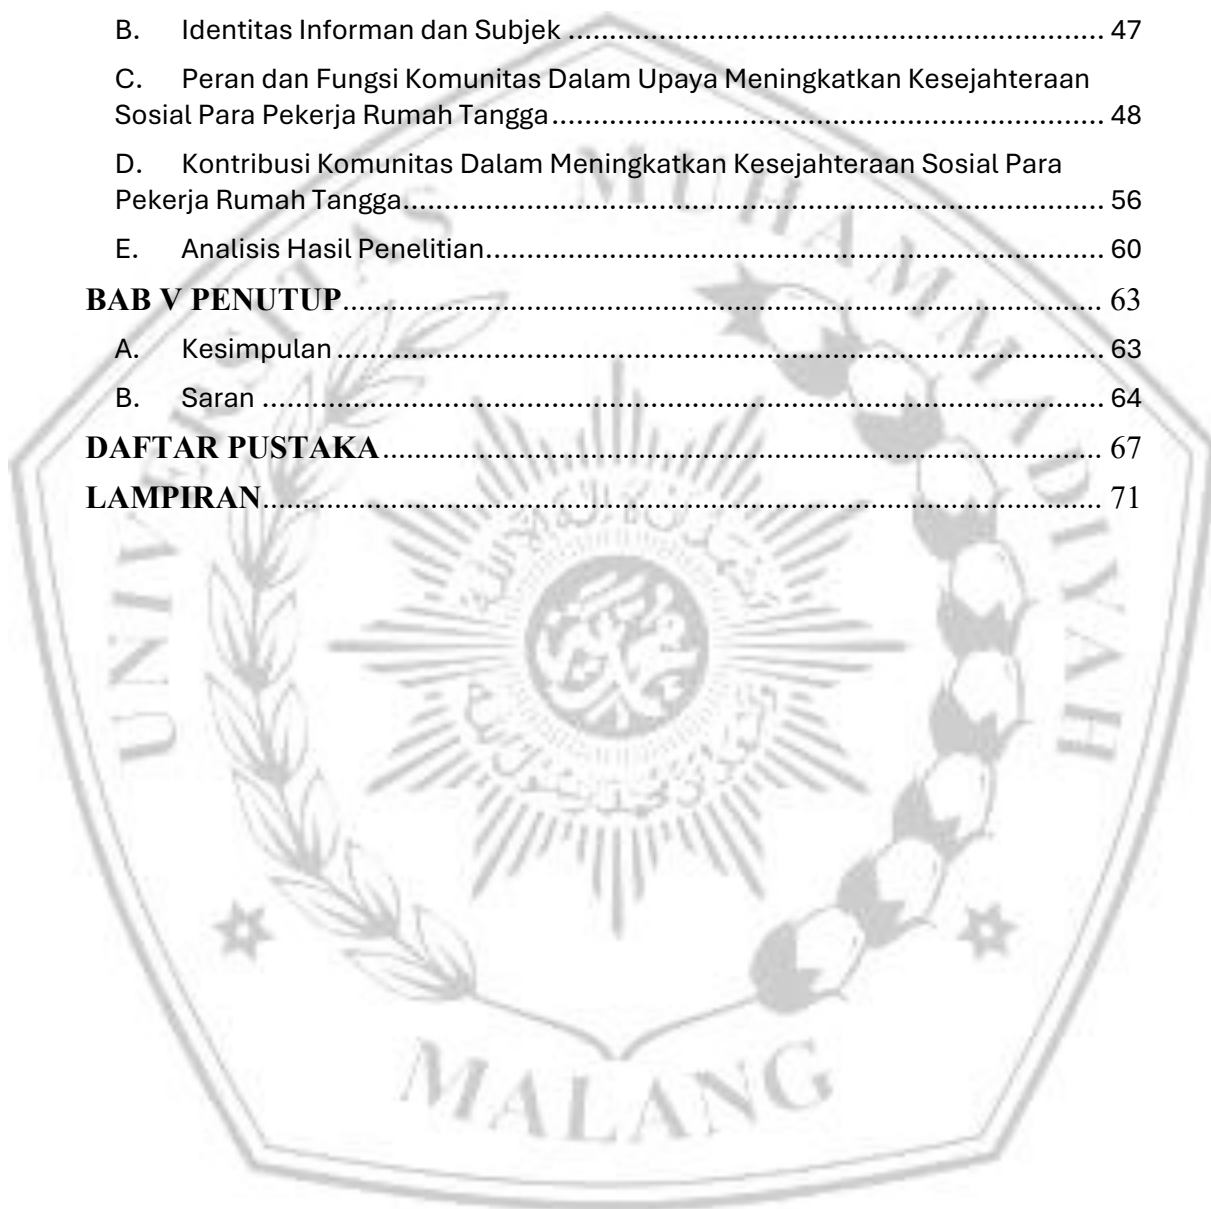 B. Identitas Informan dan Subjek ................................................................ 47
C. Peran dan Fungsi Komunitas Dalam Upaya Meningkatkan Kesejahteraan
Sosial Para Pekerja Rumah Tangga ................................................................ 48
D. Kontribusi Komunitas Dalam Meningkatkan Kesejahteraan Sosial Para
Pekerja Rumah Tangga ................................................................ 56
E. Analisis Hasil Penelitian ................................................................ 60
BAB V PENUTUP ................................................................ 63
A. Kesimpulan ................................................................ 63
B. Saran ................................................................ 64
DAFTAR PUSTAKA ................................................................ 67
LAMPIRAN ................................................................ 71
UNIVERSITAS MUHAMMADIYAH
MALANG